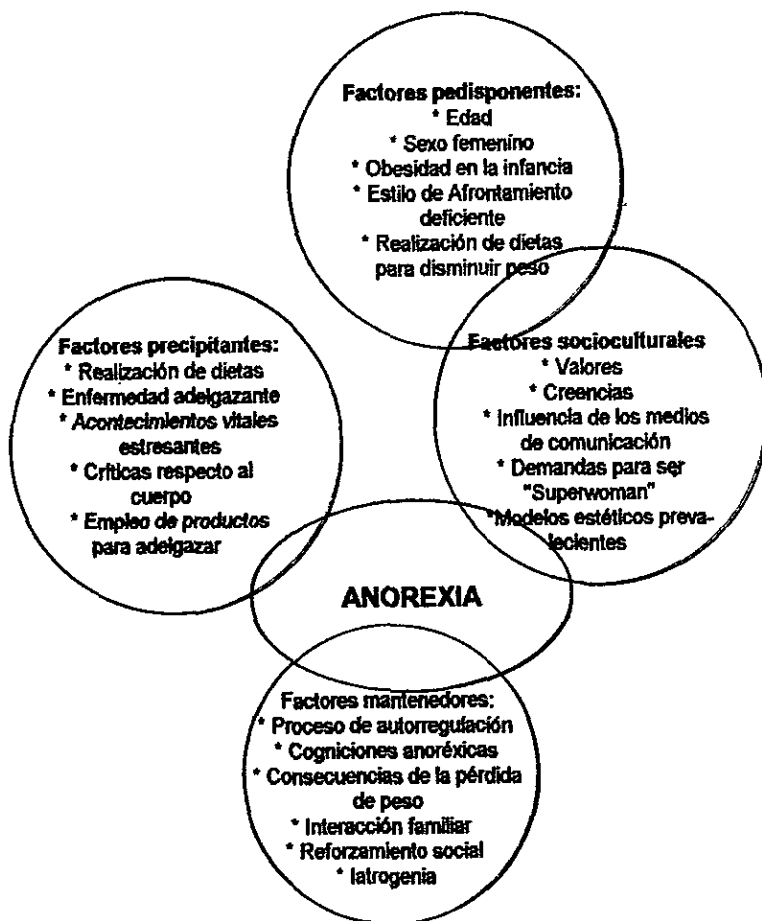 Factores pedisponentes:
* Edad
* Sexo femenino
* Obesidad en la infancia
* Estilo de Afrontamiento
deficiente
* Realización de dietas
para disminuir peso
Factores precipitantes:
* Realización de dietas
* Enfermedad adelgazante
* Acontecimientos vitales
estresantes
* Críticas respecto al
cuerpo
* Empleo de productos
para adelgazar
Factores socioculturales
* Valores
* Creencias
* Influencia de los medios
de comunicación
* Demandas para ser
"Superwoman"
*Modelos estéticos preva-
lecientes
ANOREXIA
Factores mantenedores:
* Proceso de autorregulación
* Cogniciones anoréxicas
* Consecuencias de la pérdida
de peso
* Interacción familiar
* Reforzamiento social
* Iatrogenia